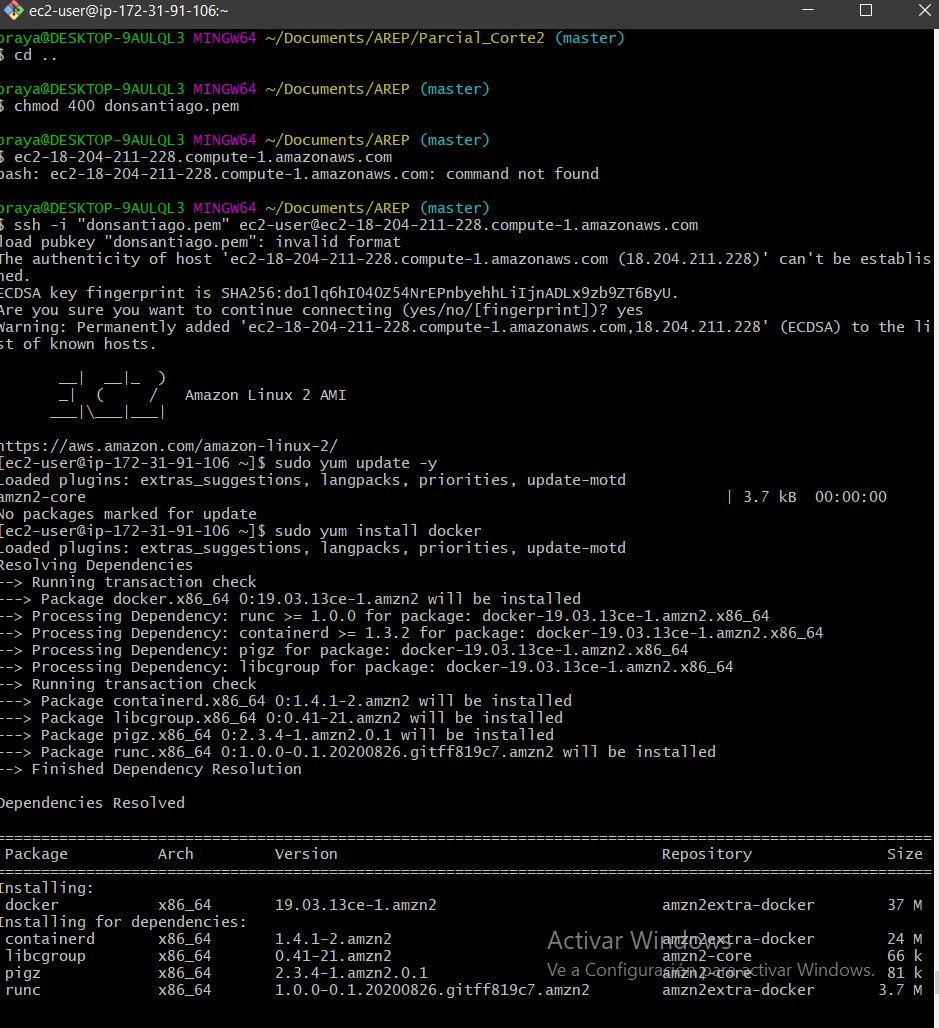 ec2-user@ip-172-31-91-106:~
praya@DESKTOP-9AULQL3 MINGW64 ~/Documents/AREP/Parcial_Corte2 (master)
$ cd ..
praya@DESKTOP-9AULQL3 MINGW64 ~/Documents/AREP (master)
$ chmod 400 donsantiago.pem
praya@DESKTOP-9AULQL3 MINGW64 ~/Documents/AREP (master)
$ ec2-18-204-211-228.compute-1.amazonaws.com
bash: ec2-18-204-211-228.compute-1.amazonaws.com: command not found
praya@DESKTOP-9AULQL3 MINGW64 ~/Documents/AREP (master)
$ ssh -i "donsantiago.pem" ec2-user@ec2-18-204-211-228.compute-1.amazonaws.com
load pubkey "donsantiago.pem": invalid format
The authenticity of host 'ec2-18-204-211-228.compute-1.amazonaws.com (18.204.211.228)' can't be establis
hed.
ECDSA key fingerprint is SHA256:do1lq6hIO4OZ54NrEPnbyehhLiIjnADLx9zb9ZT6ByU.
Are you sure you want to continue connecting (yes/no/[fingerprint])? yes
Warning: Permanently added 'ec2-18-204-211-228.compute-1.amazonaws.com,18.204.211.228' (ECDSA) to the li
st of known hosts.
__|  __|_  )
_|  (     /   Amazon Linux 2 AMI
___|\___|___|
https://aws.amazon.com/amazon-linux-2/
[ec2-user@ip-172-31-91-106 ~]$ sudo yum update -y
Loaded plugins: extras_suggestions, langpacks, priorities, update-motd
amzn2-core | 3.7 kB 00:00:00
No packages marked for update
[ec2-user@ip-172-31-91-106 ~]$ sudo yum install docker
Loaded plugins: extras_suggestions, langpacks, priorities, update-motd
Resolving Dependencies
--> Running transaction check
---> Package docker.x86_64 0:19.03.13ce-1.amzn2 will be installed
--> Processing Dependency: runc >= 1.0.0 for package: docker-19.03.13ce-1.amzn2.x86_64
--> Processing Dependency: containerd >= 1.3.2 for package: docker-19.03.13ce-1.amzn2.x86_64
--> Processing Dependency: pigz for package: docker-19.03.13ce-1.amzn2.x86_64
--> Processing Dependency: libcgroup for package: docker-19.03.13ce-1.amzn2.x86_64
--> Running transaction check
---> Package containerd.x86_64 0:1.4.1-2.amzn2 will be installed
---> Package libcgroup.x86_64 0:0.41-21.amzn2 will be installed
---> Package pigz.x86_64 0:2.3.4-1.amzn2.0.1 will be installed
---> Package runc.x86_64 0:1.0.0-0.1.20200826.gitff819c7.amzn2 will be installed
--> Finished Dependency Resolution
Dependencies Resolved
Package Arch Version Repository Size
Installing:
docker x86_64 19.03.13ce-1.amzn2 amzn2extra-docker 37 M
Installing for dependencies:
containerd x86_64 1.4.1-2.amzn2 amzn2extra-docker 24 M
libcgroup x86_64 0.41-21.amzn2 amzn2-core 66 k
pigz x86_64 2.3.4-1.amzn2.0.1 amzn2-core 81 k
runc x86_64 1.0.0-0.1.20200826.gitff819c7.amzn2 amzn2extra-docker 3.7 M
Activar Windows
Ve a Configuración para activar Windows.